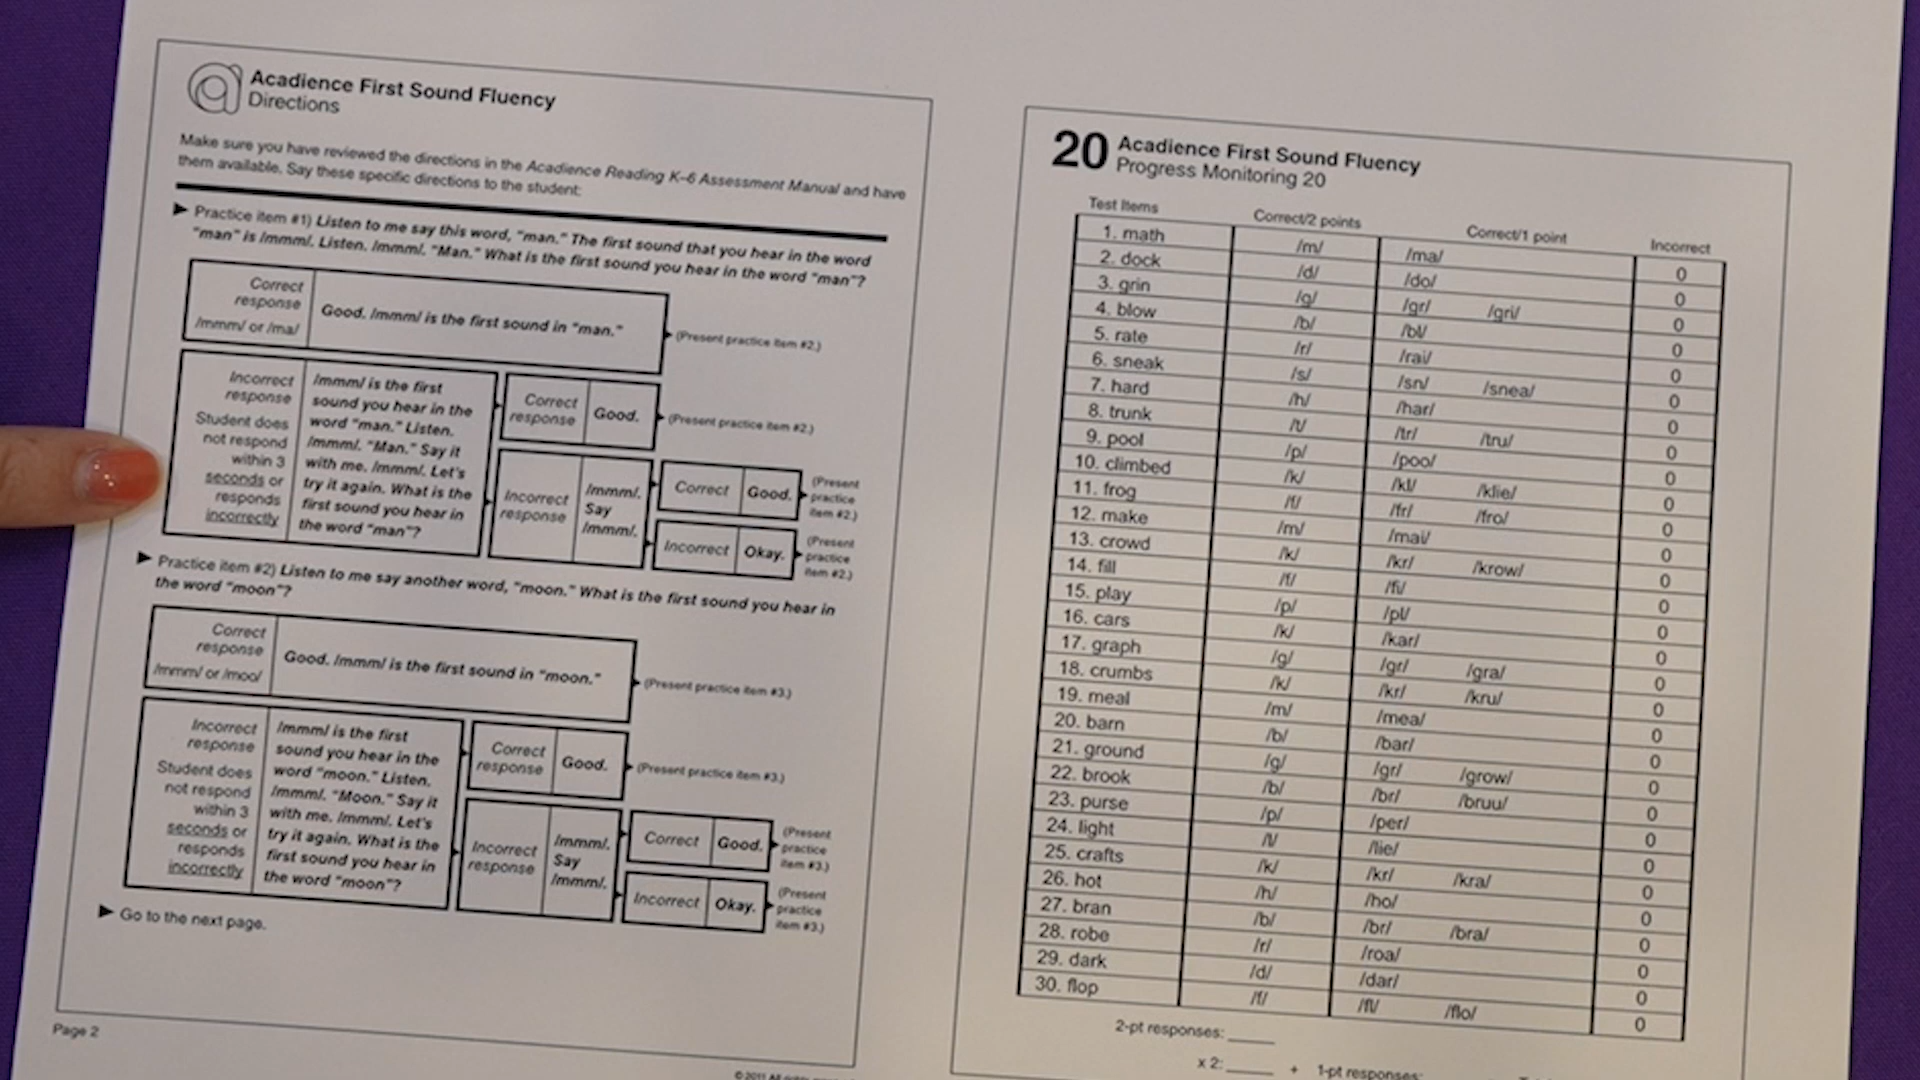 Acadience First Sound Fluency
Directions
Make sure you have reviewed the directions in the Acadience Reading K–6 Assessment Manual and have
them available. Say these specific directions to the student:
► Practice item #1) Listen to me say this word, "man." The first sound that you hear in the word
"man" is /mmm/. Listen. /mmm/. "Man." What is the first sound you hear in the word "man"?
Correct
response
/mmm/ or /ma/
Good. /mmm/ is the first sound in "man."
(Present practice item #2.)
Incorrect
response
Student does
not respond
within 3
seconds or
responds
incorrectly
/mmm/ is the first
sound you hear in the
word "man." Listen.
/mmm/. "Man." Say it
with me. /mmm/. Let's
try it again. What is the
first sound you hear in
the word "man"?
Correct
response
Good.
(Present practice item #2.)
Incorrect
response
/mmm/.
Say
/mmm/.
Correct
Good.
(Present
practice
item #2.)
Incorrect
Okay.
(Present
practice
item #2.)
► Practice item #2) Listen to me say another word, "moon." What is the first sound you hear in
the word "moon"?
Correct
response
/mmm/ or /moo/
Good. /mmm/ is the first sound in "moon."
(Present practice item #3.)
Incorrect
response
Student does
not respond
within 3
seconds or
responds
incorrectly
/mmm/ is the first
sound you hear in the
word "moon." Listen.
/mmm/. "Moon." Say it
with me. /mmm/. Let's
try it again. What is the
first sound you hear in
the word "moon"?
Correct
response
Good.
(Present practice item #3.)
Incorrect
response
/mmm/.
Say
/mmm/.
Correct
Good.
(Present
practice
item #3.)
Incorrect
Okay.
(Present
practice
item #3.)
► Go to the next page.
Page 2
© 2011 All
20 Acadience First Sound Fluency
Progress Monitoring 20
Test Items Correct/2 points Correct/1 point Incorrect
1. math /m/ /ma/ 0
2. dock /d/ /do/ 0
3. grin /g/ /gr/ /gri/ 0
4. blow /b/ /bl/ 0
5. rate /r/ /rai/ 0
6. sneak /s/ /sn/ /snea/ 0
7. hard /h/ /har/ 0
8. trunk /t/ /tr/ /tru/ 0
9. pool /p/ /poo/ 0
10. climbed /k/ /kl/ /klie/ 0
11. frog /f/ /fr/ /fro/ 0
12. make /m/ /mai/ 0
13. crowd /k/ /kr/ /krow/ 0
14. fill /f/ /fi/ 0
15. play /p/ /pl/ 0
16. cars /k/ /kar/ 0
17. graph /g/ /gr/ /gra/ 0
18. crumbs /k/ /kr/ /kru/ 0
19. meal /m/ /mea/ 0
20. barn /b/ /bar/ 0
21. ground /g/ /gr/ /grow/ 0
22. brook /b/ /br/ /bruu/ 0
23. purse /p/ /per/ 0
24. light /l/ /lie/ 0
25. crafts /k/ /kr/ /kra/ 0
26. hot /h/ /ho/ 0
27. bran /b/ /br/ /bra/ 0
28. robe /r/ /roa/ 0
29. dark /d/ /dar/ 0
30. flop /f/ /fl/ /flo/ 0
2-pt responses:
x 2: + 1-pt responses: